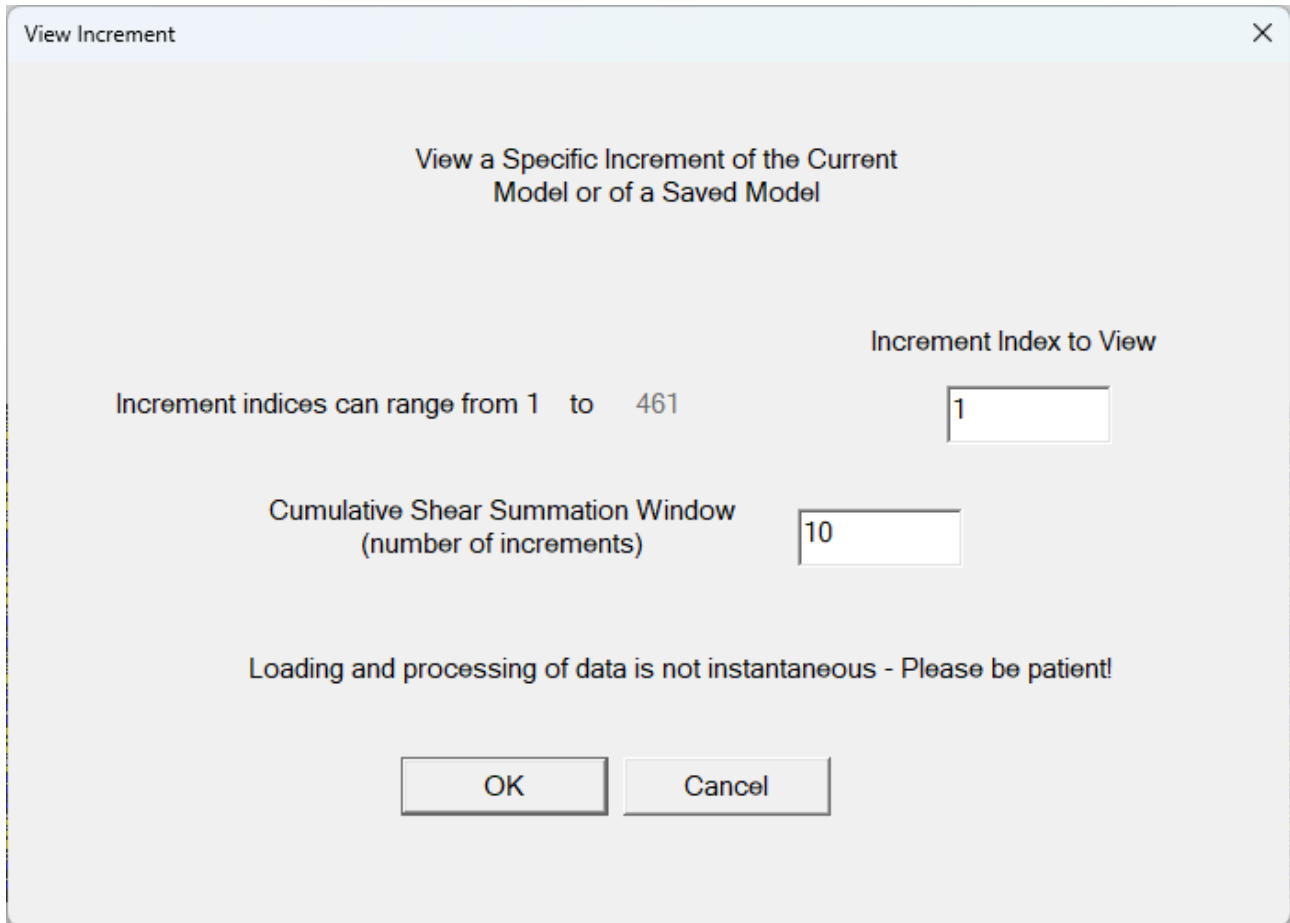 View Increment
View a Specific Increment of the Current
Model or of a Saved Model
Increment Index to View
Increment indices can range from 1 to 461
1
Cumulative Shear Summation Window
(number of increments)
10
Loading and processing of data is not instantaneous - Please be patient!
OK
Cancel